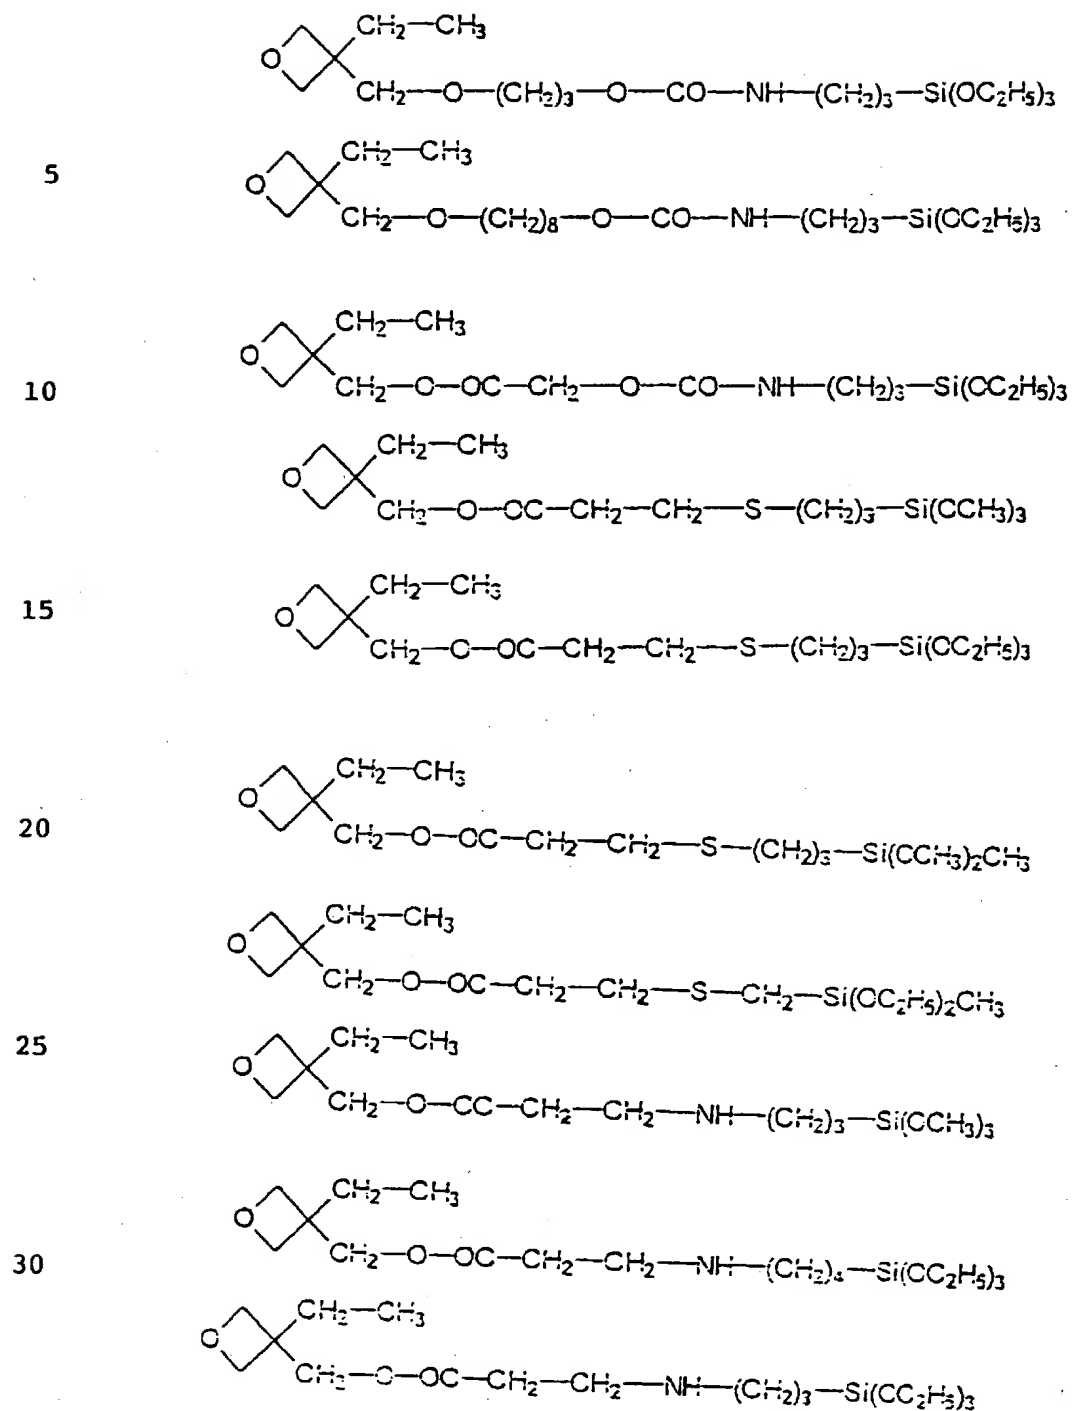 CH₂—CH₃
O
CH₂—O—(CH₂)₃—O—CO—NH—(CH₂)₃—Si(OC₂H₅)₃
CH₂—CH₃
5
O
CH₂—O—(CH₂)₈—O—CO—NH—(CH₂)₃—Si(OC₂H₅)₃
CH₂—CH₃
O
10
CH₂—O—OC—CH₂—O—CO—NH—(CH₂)₃—Si(OC₂H₅)₃
CH₂—CH₃
O
CH₂—O—OC—CH₂—CH₂—S—(CH₂)₃—Si(OCH₃)₃
CH₂—CH₃
15
O
CH₂—O—OC—CH₂—CH₂—S—(CH₂)₃—Si(OC₂H₅)₃
CH₂—CH₃
O
20
CH₂—O—OC—CH₂—CH₂—S—(CH₂)₃—Si(OCH₃)₂CH₃
CH₂—CH₃
O
CH₂—O—OC—CH₂—CH₂—S—CH₂—Si(OC₂H₅)₂CH₃
25
CH₂—CH₃
O
CH₂—O—OC—CH₂—CH₂—NH—(CH₂)₃—Si(OCH₃)₃
CH₂—CH₃
O
30
CH₂—O—OC—CH₂—CH₂—NH—(CH₂)₄—Si(OC₂H₅)₃
CH₂—CH₃
O
CH₂—O—OC—CH₂—CH₂—NH—(CH₂)₃—Si(OC₂H₅)₃